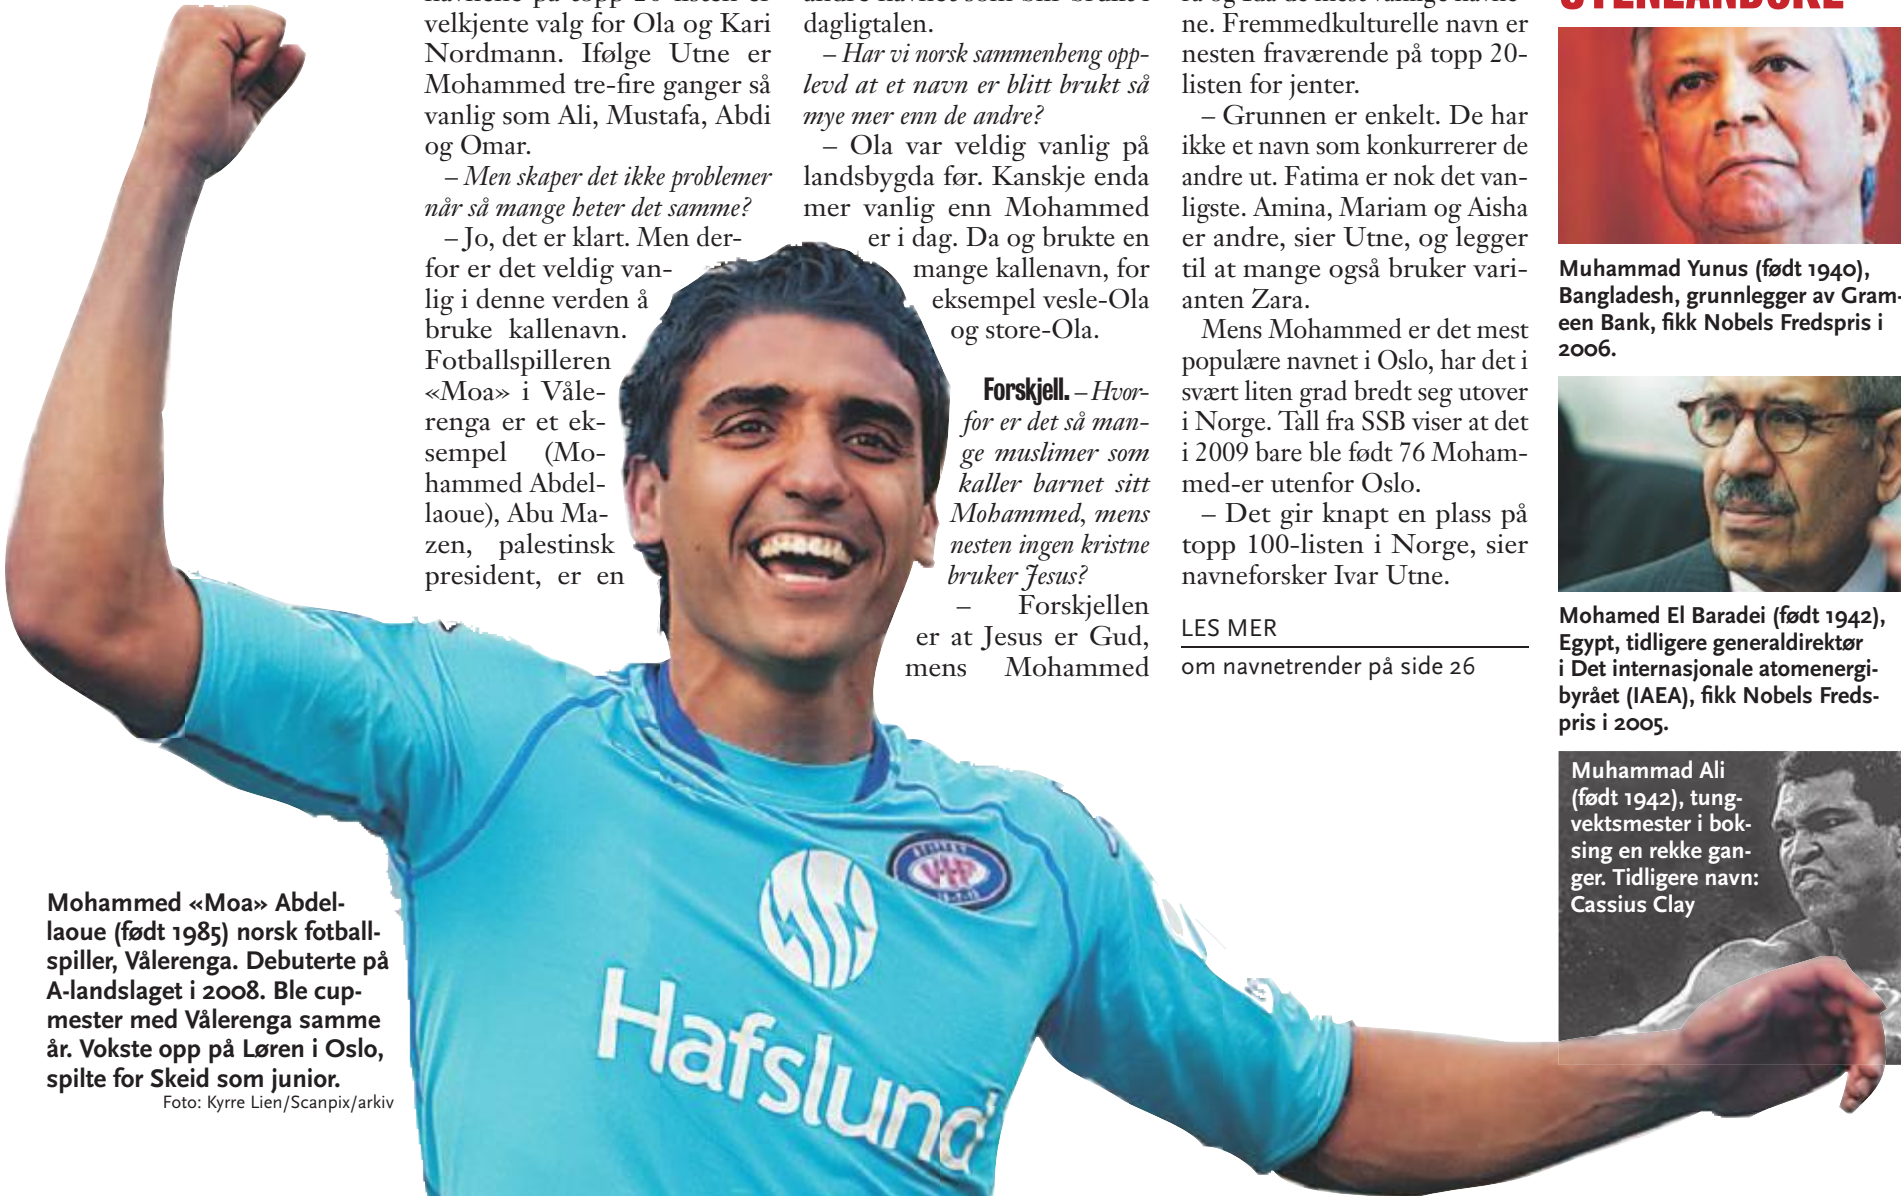 navnene på topp 20-listen er
velkjente valg for Ola og Kari
Nordmann. Ifølge Utne er
Mohammed tre-fire ganger så
vanlig som Ali, Mustafa, Abdi
og Omar.
– Men skaper det ikke problemer
når så mange heter det samme?
– Jo, det er klart. Men der-
for er det veldig van-
lig i denne verden å
bruke kallenavn.
Fotballspilleren
«Moa» i Våle-
renga er et ek-
sempel (Mo-
hammed Abdel-
laoue), Abu Ma-
zen, palestinsk
president, er en
dagligtalen.
– Har vi norsk sammenheng opp-
levd at et navn er blitt brukt så
mye mer enn de andre?
– Ola var veldig vanlig på
landsbygda før. Kanskje enda
mer vanlig enn Mohammed
er i dag. Da og brukte en
mange kallenavn, for
eksempel vesle-Ola
og store-Ola.
Forskjell. – Hvor-
for er det så man-
ge muslimer som
kaller barnet sitt
Mohammed, mens
nesten ingen kristne
bruker Jesus?
– Forskjellen
er at Jesus er Gud,
mens Mohammed
ne. Fremmedkulturelle navn er
nesten fraværende på topp 20-
listen for jenter.
– Grunnen er enkelt. De har
ikke et navn som konkurrerer de
andre ut. Fatima er nok det van-
ligste. Amina, Mariam og Aisha
er andre, sier Utne, og legger
til at mange også bruker vari-
anten Zara.
Mens Mohammed er det mest
populære navnet i Oslo, har det i
svært liten grad bredt seg utover
i Norge. Tall fra SSB viser at det
i 2009 bare ble født 76 Moham-
med-er utenfor Oslo.
– Det gir knapt en plass på
topp 100-listen i Norge, sier
navneforsker Ivar Utne.
LES MER
om navnetrender på side 26
Muhammad Yunus (født 1940),
Bangladesh, grunnlegger av Gram-
een Bank, fikk Nobels Fredspris i
2006.
Mohamed El Baradei (født 1942),
Egypt, tidligere generaldirektør
i Det internasjonale atomenergi-
byrået (IAEA), fikk Nobels Freds-
pris i 2005.
Muhammad Ali
(født 1942), tung-
vektsmester i bok-
sing en rekke gan-
ger. Tidligere navn:
Cassius Clay
Mohammed «Moa» Abdel-
laoue (født 1985) norsk fotball-
spiller, Vålerenga. Debuterte på
A-landslaget i 2008. Ble cup-
mester med Vålerenga samme
år. Vokste opp på Løren i Oslo,
spilte for Skeid som junior.
Foto: Kyrre Lien/Scanpix/arkiv
Hafslund